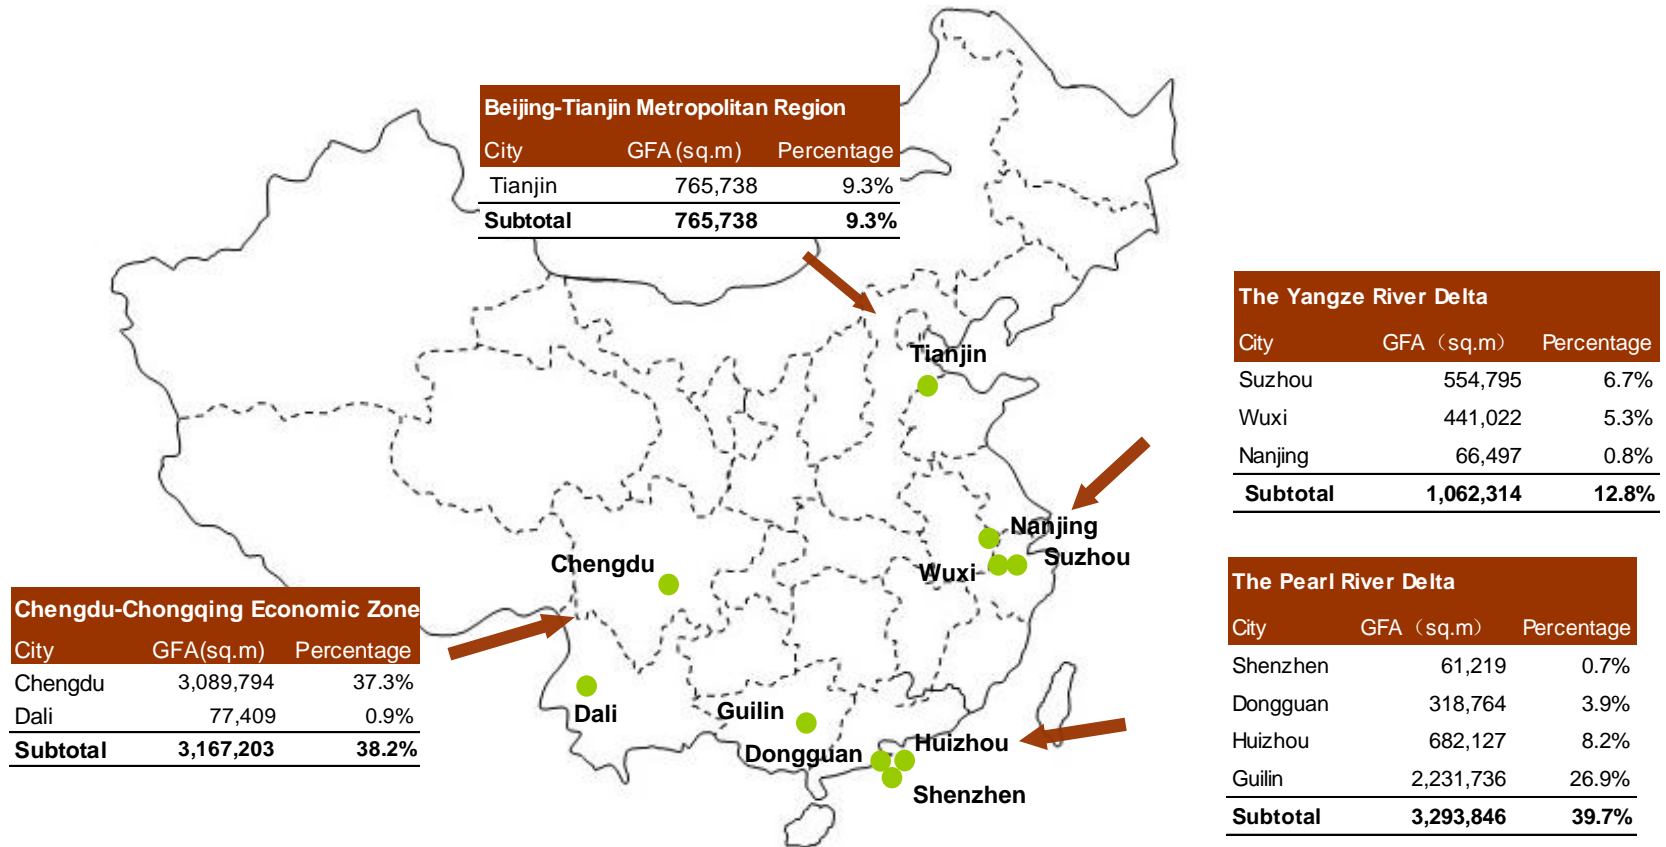 Beijing-Tianjin Metropolitan Region
City GFA (sq.m) Percentage
Tianjin 765,738 9.3%
Subtotal 765,738 9.3%
The Yangze River Delta
City GFA（sq.m） Percentage
Suzhou 554,795 6.7%
Wuxi 441,022 5.3%
Nanjing 66,497 0.8%
Subtotal 1,062,314 12.8%
Tianjin
Nanjing
Suzhou
Wuxi
Chengdu
Dali
Guilin
Dongguan
Huizhou
Shenzhen
Chengdu-Chongqing Economic Zone
City GFA(sq.m) Percentage
Chengdu 3,089,794 37.3%
Dali 77,409 0.9%
Subtotal 3,167,203 38.2%
The Pearl River Delta
City GFA（sq.m） Percentage
Shenzhen 61,219 0.7%
Dongguan 318,764 3.9%
Huizhou 682,127 8.2%
Guilin 2,231,736 26.9%
Subtotal 3,293,846 39.7%